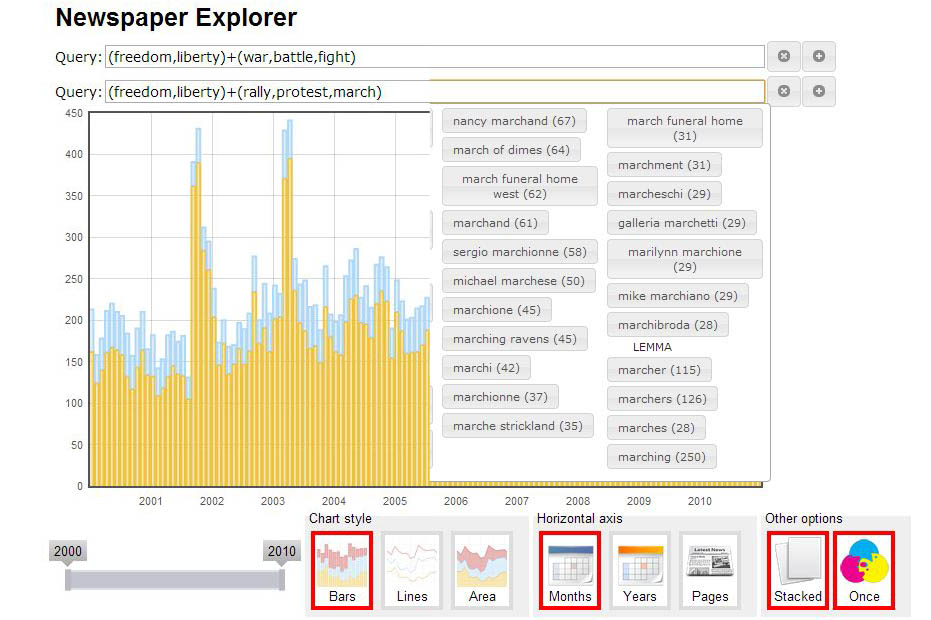 Newspaper Explorer
Query: (freedom,liberty)+(war,battle,fight)
Query: (freedom,liberty)+(rally,protest,march)
450
400
350
300
250
200
150
100
50
0
2001 2002 2003 2004 2005 2006 2007 2008 2009 2010
nancy marchand (67)
march of dimes (64)
march funeral home
west (62)
marchand (61)
sergio marchionne (58)
michael marchese (50)
marchione (45)
marching ravens (45)
marchi (42)
marchionne (37)
marche strickland (35)
march funeral home
(31)
marchment (31)
marcheschi (29)
galleria marchetti (29)
marilynn marchione
(29)
mike marchiano (29)
marchibroda (28)
LEMMA
marcher (115)
marchers (126)
marches (28)
marching (250)
2000 2010
Chart style
Bars Lines Area
Horizontal axis
Months Years Pages
Latest News
Other options
Stacked Once